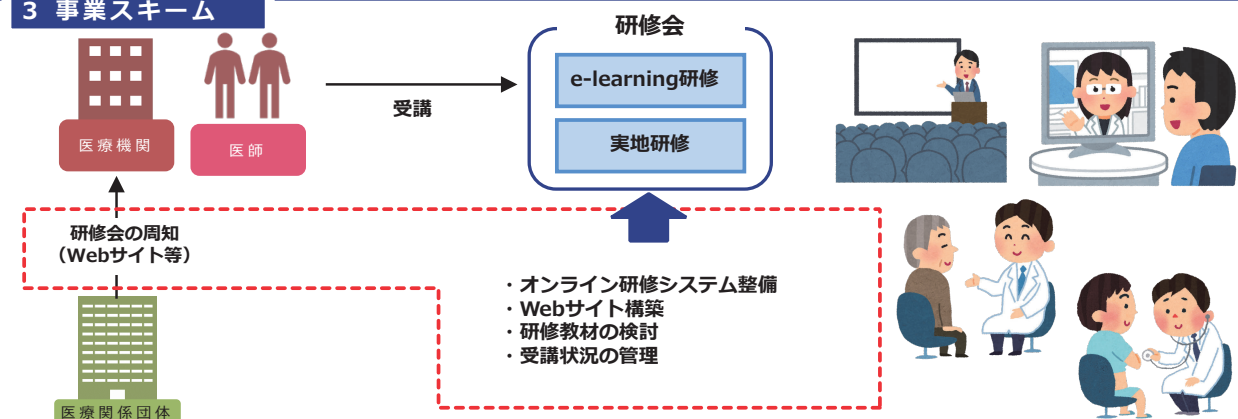 3 事業スキーム
研修会
e-learning研修
実地研修
受講
医療機関
医師
研修会の周知
（Webサイト等）
・オンライン研修システム整備
・Webサイト構築
・研修教材の検討
・受講状況の管理
医療関係団体